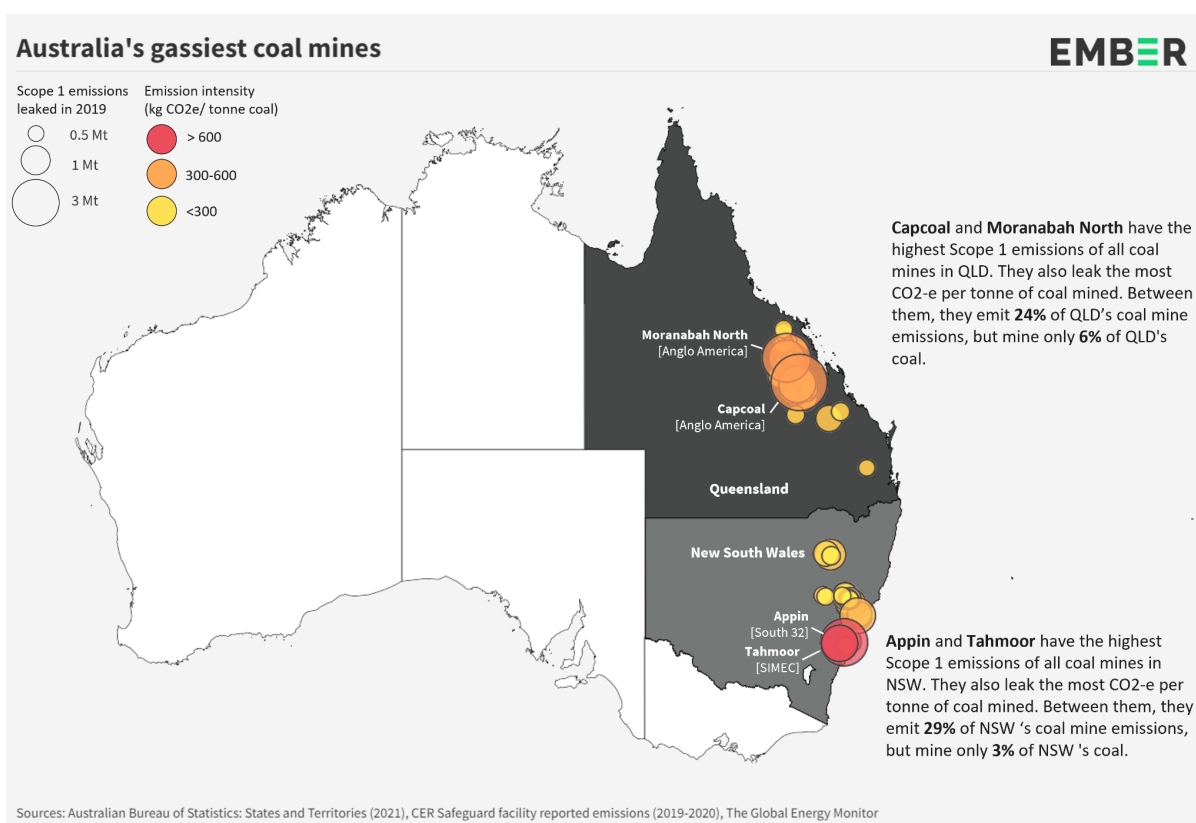 Australia's gassiest coal mines
EMBER
Scope 1 emissions
leaked in 2019
0.5 Mt
1 Mt
3 Mt
Emission intensity
(kg CO2e/ tonne coal)
> 600
300-600
<300
Capcoal and Moranabah North have the
highest Scope 1 emissions of all coal
mines in QLD. They also leak the most
CO2-e per tonne of coal mined. Between
them, they emit 24% of QLD’s coal mine
emissions, but mine only 6% of QLD's
coal.
Moranabah North
[Anglo America]
Capcoal
[Anglo America]
Queensland
New South Wales
Appin
[South 32]
Tahmoor
[SIMEC]
Appin and Tahmoor have the highest
Scope 1 emissions of all coal mines in
NSW. They also leak the most CO2-e per
tonne of coal mined. Between them, they
emit 29% of NSW ‘s coal mine emissions,
but mine only 3% of NSW 's coal.
Sources: Australian Bureau of Statistics: States and Territories (2021), CER Safeguard facility reported emissions (2019-2020), The Global Energy Monitor